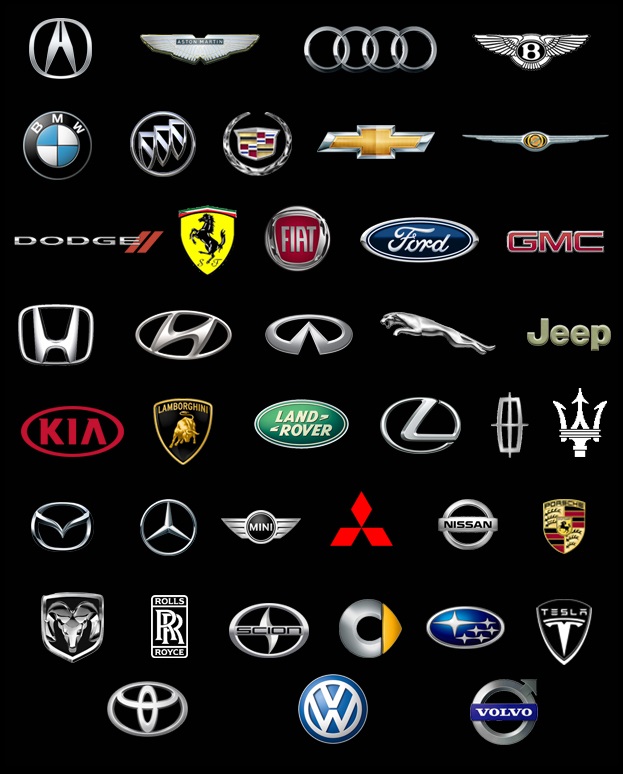 ASTON MARTIN
B
BMW
DODGE
S F
FIAT
Ford
GMC
Jeep
KIA
LAMBORGHINI
LAND-
-ROVER
MINI
NISSAN
PORSCHE
ROLLS
RR
ROYCE
SCION
TESLA
VOLVO